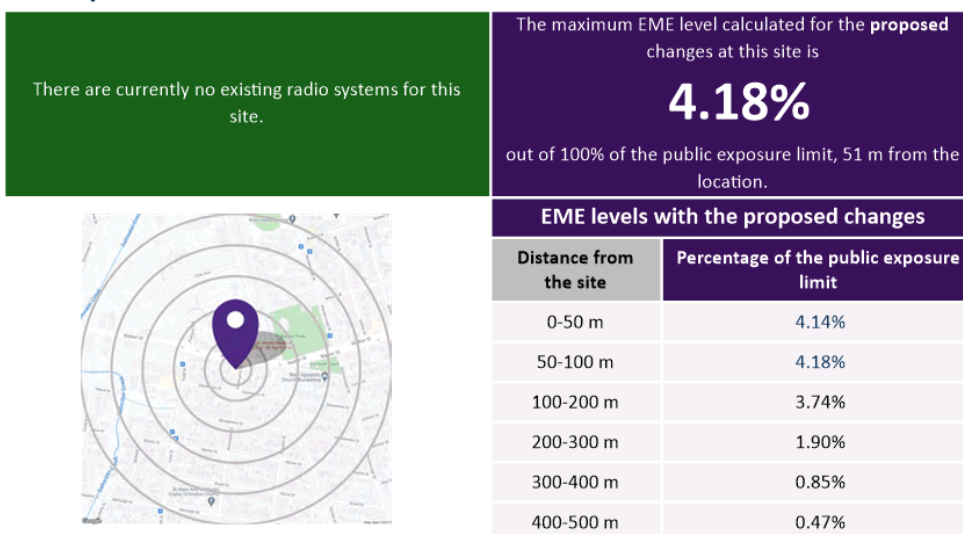 There are currently no existing radio systems for this
site.
The maximum EME level calculated for the proposed
changes at this site is
4.18%
out of 100% of the public exposure limit, 51 m from the
location.
EME levels with the proposed changes
Distance from
the site
Percentage of the public exposure
limit
0-50 m
4.14%
50-100 m
4.18%
100-200 m
3.74%
200-300 m
1.90%
300-400 m
0.85%
400-500 m
0.47%
Google